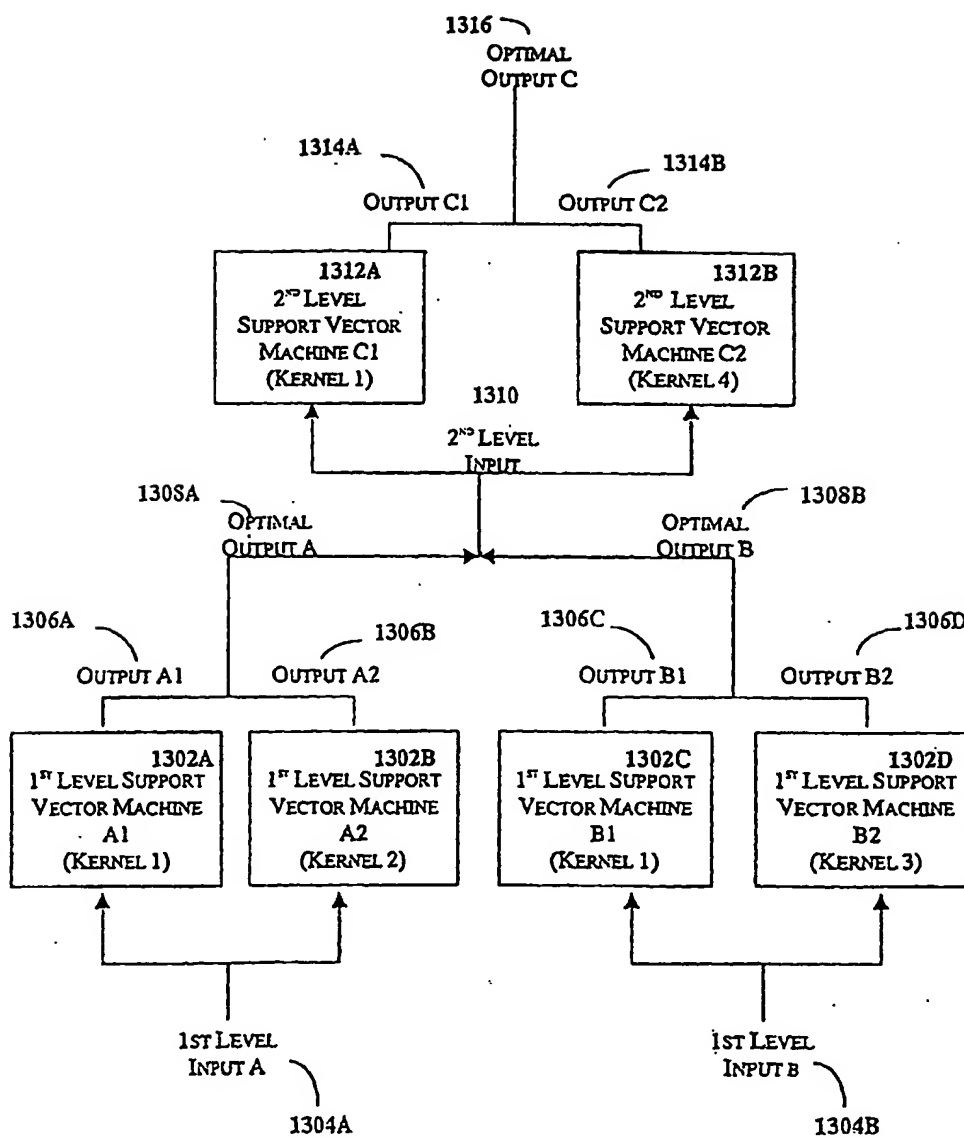 1316
OPTIMAL
OUTPUT C
1314A
1314B
OUTPUT C1
OUTPUT C2
1312A
2ND LEVEL
SUPPORT VECTOR
MACHINE C1
(KERNEL 1)
1312B
2ND LEVEL
SUPPORT VECTOR
MACHINE C2
(KERNEL 4)
1310
2ND LEVEL
INPUT
1308A
OPTIMAL
OUTPUT A
1308B
OPTIMAL
OUTPUT B
1306A
OUTPUT A1
1306B
OUTPUT A2
1306C
OUTPUT B1
1306D
OUTPUT B2
1302A
1ST LEVEL SUPPORT
VECTOR MACHINE
A1
(KERNEL 1)
1302B
1ST LEVEL SUPPORT
VECTOR MACHINE
A2
(KERNEL 2)
1302C
1ST LEVEL SUPPORT
VECTOR MACHINE
B1
(KERNEL 1)
1302D
1ST LEVEL SUPPORT
VECTOR MACHINE
B2
(KERNEL 3)
1ST LEVEL
INPUT A
1304A
1ST LEVEL
INPUT B
1304B